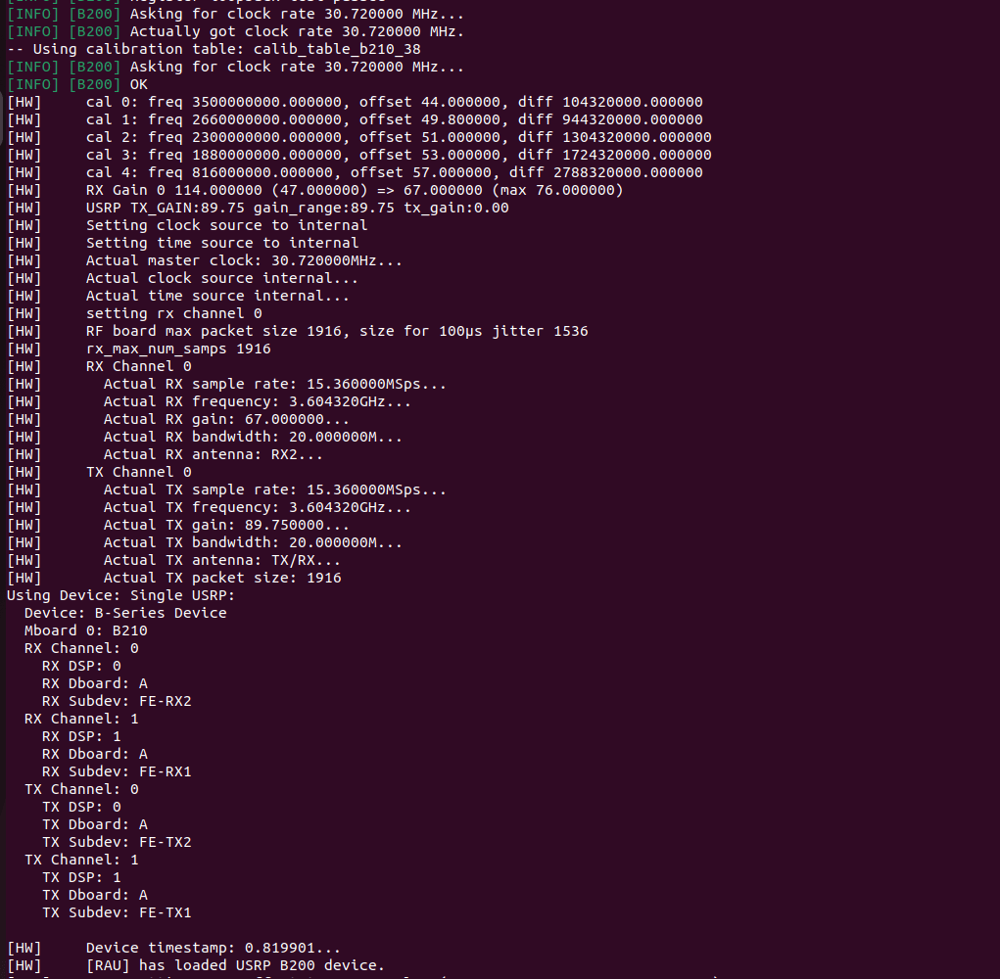 [INFO] [B200] Asking for clock rate 30.720000 MHz...
[INFO] [B200] Actually got clock rate 30.720000 MHz.
-- Using calibration table: calib_table_b210_38
[INFO] [B200] Asking for clock rate 30.720000 MHz...
[INFO] [B200] OK
[HW]     cal 0: freq 3500000000.000000, offset 44.000000, diff 104320000.000000
[HW]     cal 1: freq 2660000000.000000, offset 49.800000, diff 944320000.000000
[HW]     cal 2: freq 2300000000.000000, offset 51.000000, diff 1304320000.000000
[HW]     cal 3: freq 1880000000.000000, offset 53.000000, diff 1724320000.000000
[HW]     cal 4: freq 816000000.000000, offset 57.000000, diff 2788320000.000000
[HW]     RX Gain 0 114.000000 (47.000000) => 67.000000 (max 76.000000)
[HW]     USRP TX_GAIN:89.75 gain_range:89.75 tx_gain:0.00
[HW]     Setting clock source to internal
[HW]     Setting time source to internal
[HW]     Actual master clock: 30.720000MHz...
[HW]     Actual clock source internal...
[HW]     Actual time source internal...
[HW]     setting rx channel 0
[HW]     RF board max packet size 1916, size for 100µs jitter 1536
[HW]     rx_max_num_samps 1916
[HW]     RX Channel 0
[HW]       Actual RX sample rate: 15.360000MSps...
[HW]       Actual RX frequency: 3.604320GHz...
[HW]       Actual RX gain: 67.000000...
[HW]       Actual RX bandwidth: 20.000000M...
[HW]       Actual RX antenna: RX2...
[HW]     TX Channel 0
[HW]       Actual TX sample rate: 15.360000MSps...
[HW]       Actual TX frequency: 3.604320GHz...
[HW]       Actual TX gain: 89.750000...
[HW]       Actual TX bandwidth: 20.000000M...
[HW]       Actual TX antenna: TX/RX...
[HW]       Actual TX packet size: 1916
Using Device: Single USRP:
  Device: B-Series Device
  Mboard 0: B210
  RX Channel: 0
    RX DSP: 0
    RX Dboard: A
    RX Subdev: FE-RX2
  RX Channel: 1
    RX DSP: 1
    RX Dboard: A
    RX Subdev: FE-RX1
  TX Channel: 0
    TX DSP: 0
    TX Dboard: A
    TX Subdev: FE-TX2
  TX Channel: 1
    TX DSP: 1
    TX Dboard: A
    TX Subdev: FE-TX1
[HW]     Device timestamp: 0.819901...
[HW]     [RAU] has loaded USRP B200 device.